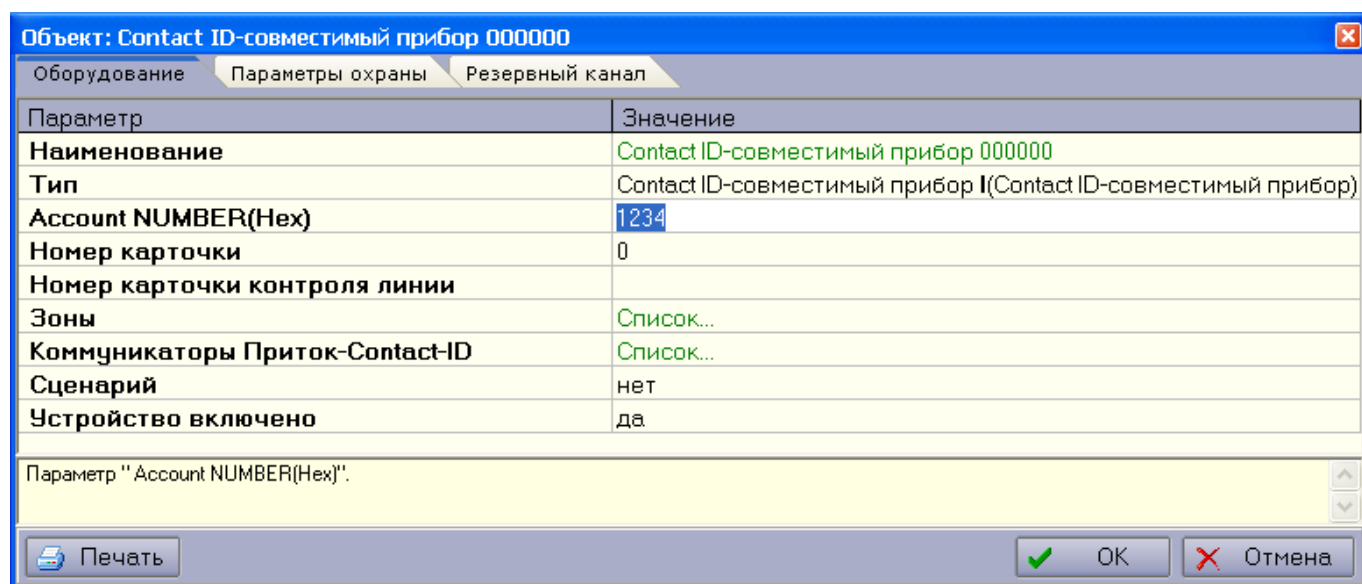 Объект: Contact ID-совместимый прибор 000000
Оборудование Параметры охраны Резервный канал
Параметр Значение
Наименование Contact ID-совместимый прибор 000000
Тип Contact ID-совместимый прибор I(Contact ID-совместимый прибор)
Account NUMBER(Hex) 1234
Номер карточки 0
Номер карточки контроля линии
Зоны Список...
Коммуникаторы Приток-Contact-ID Список...
Сценарий нет
Устройство включено да
Параметр "Account NUMBER(Hex)".
Печать OK Отмена